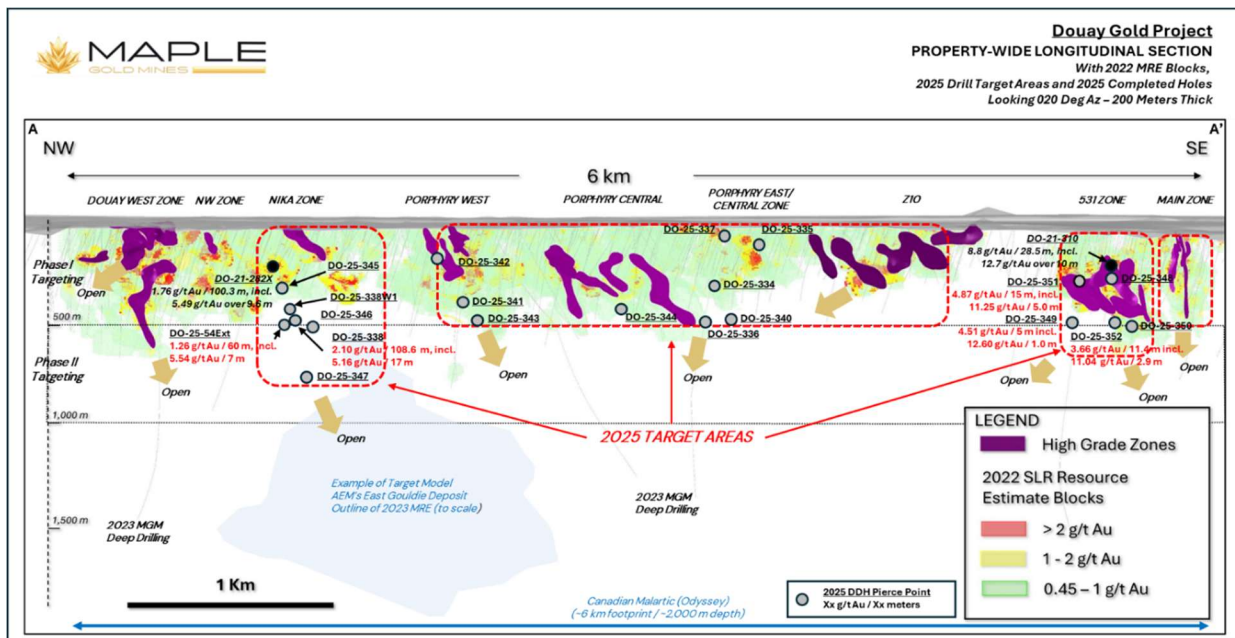 MAPLE
GOLD MINES
Douay Gold Project
PROPERTY-WIDE LONGITUDINAL SECTION
With 2022 MRE Blocks,
2025 Drill Target Areas and 2025 Completed Holes
Looking 020 Deg Az – 200 Meters Thick
A
A'
NW
SE
6 km
DOUAY WEST ZONE
NW ZONE
NIKA ZONE
PORPHYRY WEST
PORPHYRY CENTRAL
PORPHYRY EAST/
CENTRAL ZONE
Z10
531 ZONE
MAIN ZONE
Phase I
Targeting
Open
DO-21-282X
1.76 g/t Au / 100.3 m, incl.
5.49 g/t Au over 9.6 m
DO-25-345
DO-25-338W1
DO-25-346
DO-25-338
2.10 g/t Au / 108.6 m, incl.
5.16 g/t Au / 17 m
DO-25-54Ext
1.26 g/t Au / 60 m, incl.
5.54 g/t Au / 7 m
DO-25-347
DO-25-342
DO-25-341
DO-25-343
DO-25-344
DO-25-337
DO-25-335
DO-25-334
DO-25-340
DO-25-336
DO-21-310
8.8 g/t Au / 28.5 m, incl.
12.7 g/t Au over 10 m
DO-25-348
DO-25-351
4.87 g/t Au / 15 m, incl.
11.25 g/t Au / 5.0 m
DO-25-349
4.51 g/t Au / 5 m incl.
12.60 g/t Au / 1.0 m
DO-25-350
DO-25-352
3.66 g/t Au / 11.4 m incl.
11.04 g/t Au / 2.9 m
500 m
Phase II
Targeting
Open
Open
Open
Open
Open
Open
1,000 m
2025 TARGET AREAS
Example of Target Model
AEM's East Gouldie Deposit
Outline of 2023 MRE (to scale)
2023 MGM
Deep Drilling
2023 MGM
Deep Drilling
1,500 m
1 Km
Canadian Malartic (Odyssey)
(~6 km footprint / ~2,000 m depth)
2025 DDH Pierce Point
Xx g/t Au / Xx meters
LEGEND
High Grade Zones
2022 SLR Resource
Estimate Blocks
> 2 g/t Au
1 - 2 g/t Au
0.45 – 1 g/t Au